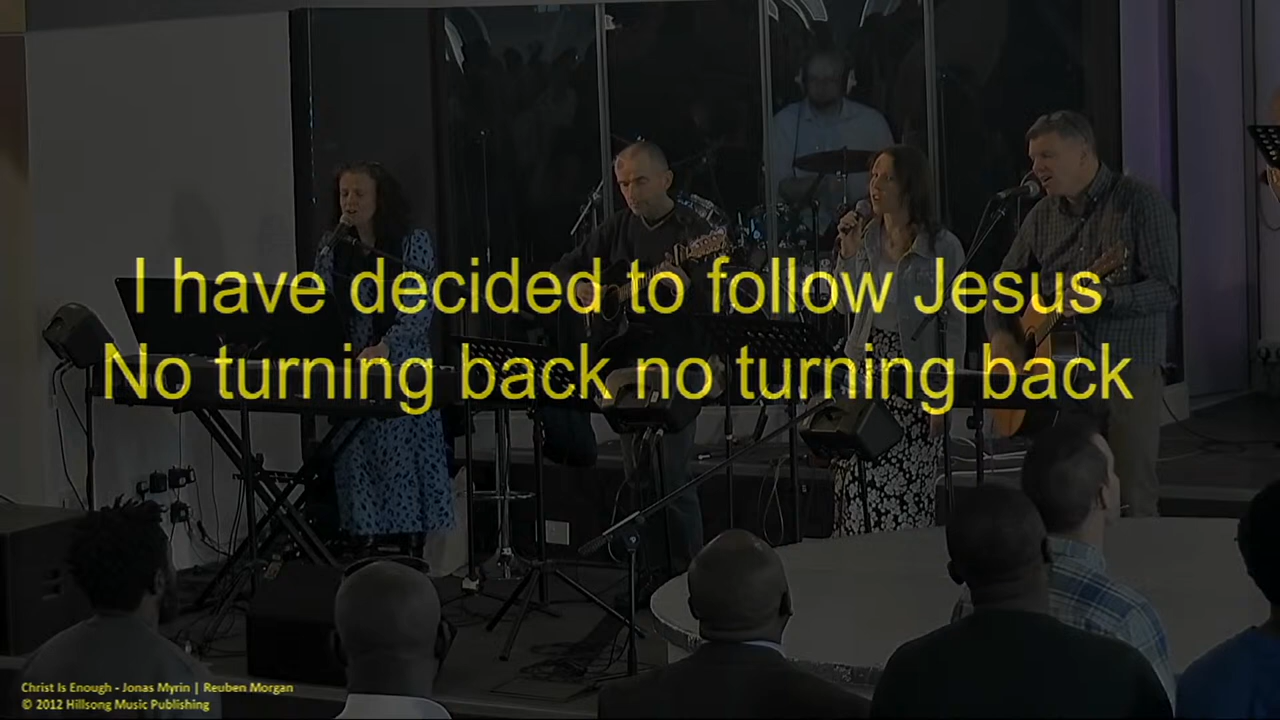 I have decided to follow Jesus
No turning back no turning back
Christ Is Enough - Jonas Myrin | Reuben Morgan
© 2012 Hillsong Music Publishing